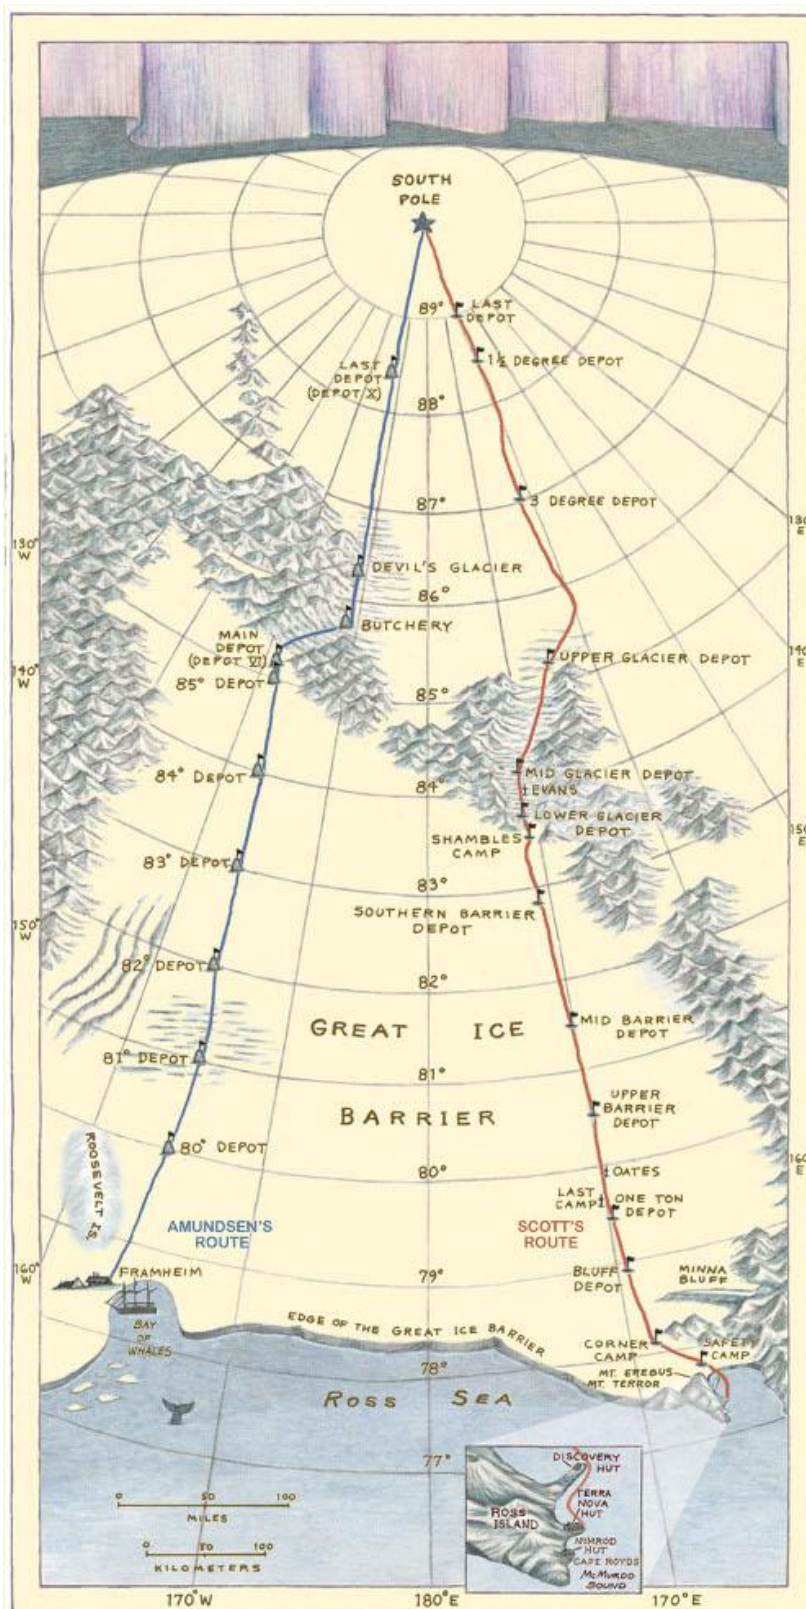 SOUTH
POLE
89°
LAST
DEPOT
1½ DEGREE DEPOT
LAST
DEPOT
(DEPOT X)
88°
87°
3 DEGREE DEPOT
130°
W
130
E
DEVIL'S GLACIER
86°
BUTCHERY
MAIN
DEPOT
(DEPOT VI)
85° DEPOT
140°
W
140
E
UPPER GLACIER DEPOT
85°
84° DEPOT
84°
MID GLACIER DEPOT
EVANS
LOWER GLACIER
DEPOT
SHAMBLES
CAMP
150
E
83° DEPOT
83°
SOUTHERN BARRIER
DEPOT
150°
W
82° DEPOT
82°
GREAT ICE
BARRIER
MID BARRIER
DEPOT
81° DEPOT
81°
UPPER
BARRIER
DEPOT
80° DEPOT
80°
160
E
OATES
LAST
CAMP
ONE TON
DEPOT
ROOSEVELT IS.
AMUNDSEN'S
ROUTE
SCOTT'S
ROUTE
160°
W
FRAMHEIM
79°
BLUFF
DEPOT
MINNA
BLUFF
BAY
OF
WHALES
EDGE OF THE GREAT ICE BARRIER
CORNER
CAMP
SAFETY
CAMP
78°
MT. EREBUS
MT. TERROR
ROSS SEA
77°
DISCOVERY
HUT
TERRA
NOVA
HUT
ROSS
ISLAND
NIMROD
HUT
CAPE ROYDS
MCMURDO
SOUND
0 50 100
MILES
0 50 100
KILOMETERS
170°W
180°E
170°E